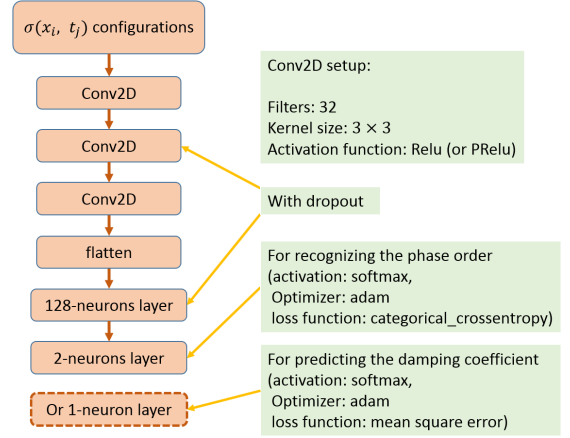 σ(xᵢ, tⱼ) configurations
Conv2D
Conv2D
Conv2D
flatten
128-neurons layer
2-neurons layer
Or 1-neuron layer
Conv2D setup:
Filters: 32
Kernel size: 3 × 3
Activation function: Relu (or PRelu)
With dropout
For recognizing the phase order
(activation: softmax,
Optimizer: adam
loss function: categorical_crossentropy)
For predicting the damping coefficient
(activation: softmax,
Optimizer: adam
loss function: mean square error)